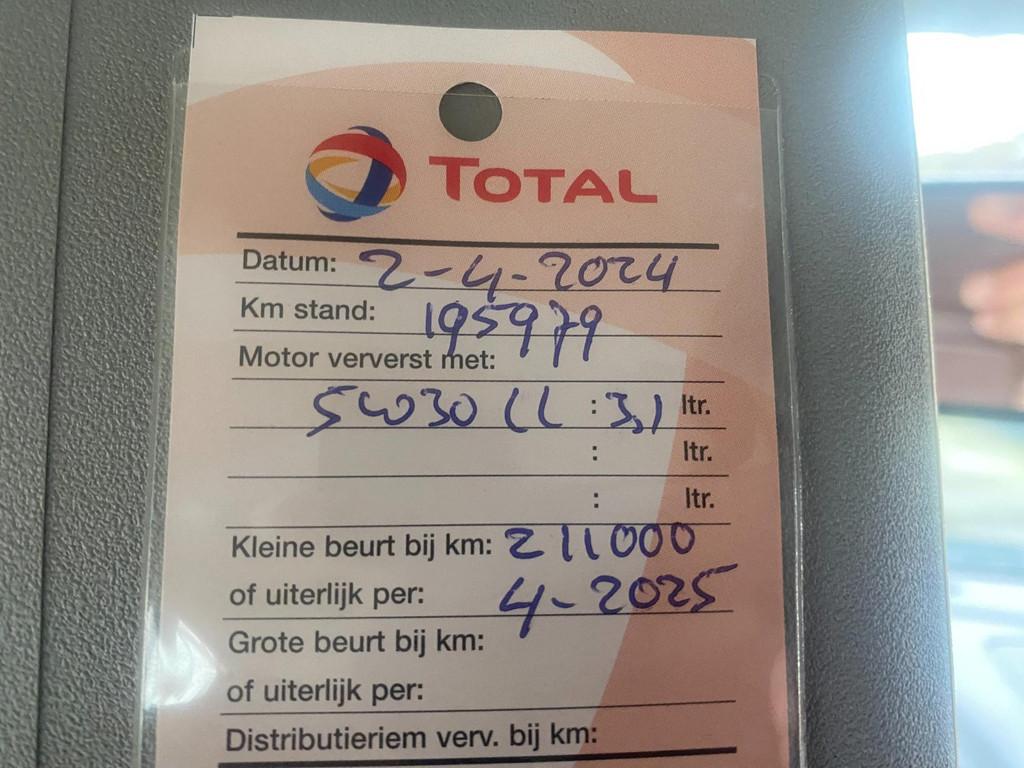 TOTAL
Datum: 2-4-2024
Km stand: 195979
Motor ververst met:
5W30 LL : 3,1 ltr.
: ltr.
: ltr.
Kleine beurt bij km: 211000
of uiterlijk per: 4-2025
Grote beurt bij km:
of uiterlijk per:
Distributieriem verv. bij km: